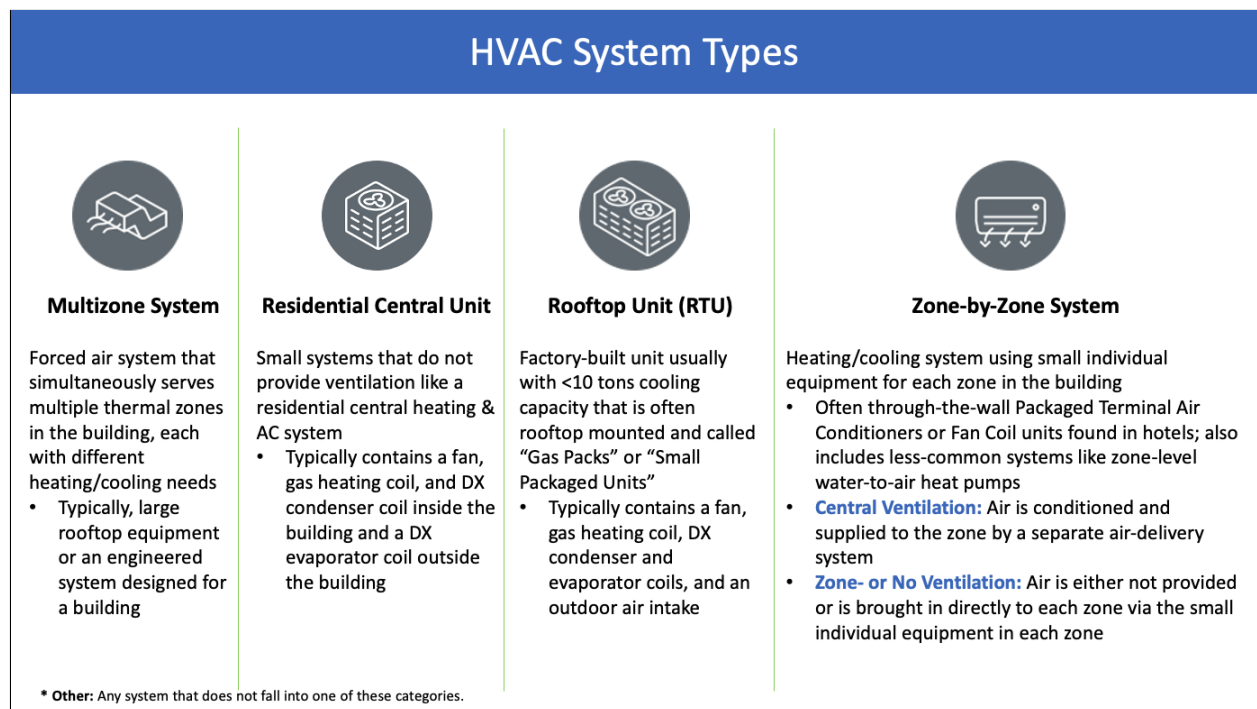 HVAC System Types
Multizone System
Forced air system that
simultaneously serves
multiple thermal zones
in the building, each
with different
heating/cooling needs
• Typically, large
rooftop equipment
or an engineered
system designed for
a building
Residential Central Unit
Small systems that do not
provide ventilation like a
residential central heating &
AC system
• Typically contains a fan,
gas heating coil, and DX
condenser coil inside the
building and a DX
evaporator coil outside
the building
Rooftop Unit (RTU)
Factory-built unit usually
with <10 tons cooling
capacity that is often
rooftop mounted and called
“Gas Packs” or “Small
Packaged Units”
• Typically contains a fan,
gas heating coil, DX
condenser and
evaporator coils, and an
outdoor air intake
Zone-by-Zone System
Heating/cooling system using small individual
equipment for each zone in the building
• Often through-the-wall Packaged Terminal Air
Conditioners or Fan Coil units found in hotels; also
includes less-common systems like zone-level
water-to-air heat pumps
• Central Ventilation: Air is conditioned and
supplied to the zone by a separate air-delivery
system
• Zone- or No Ventilation: Air is either not provided
or is brought in directly to each zone via the small
individual equipment in each zone
* Other: Any system that does not fall into one of these categories.